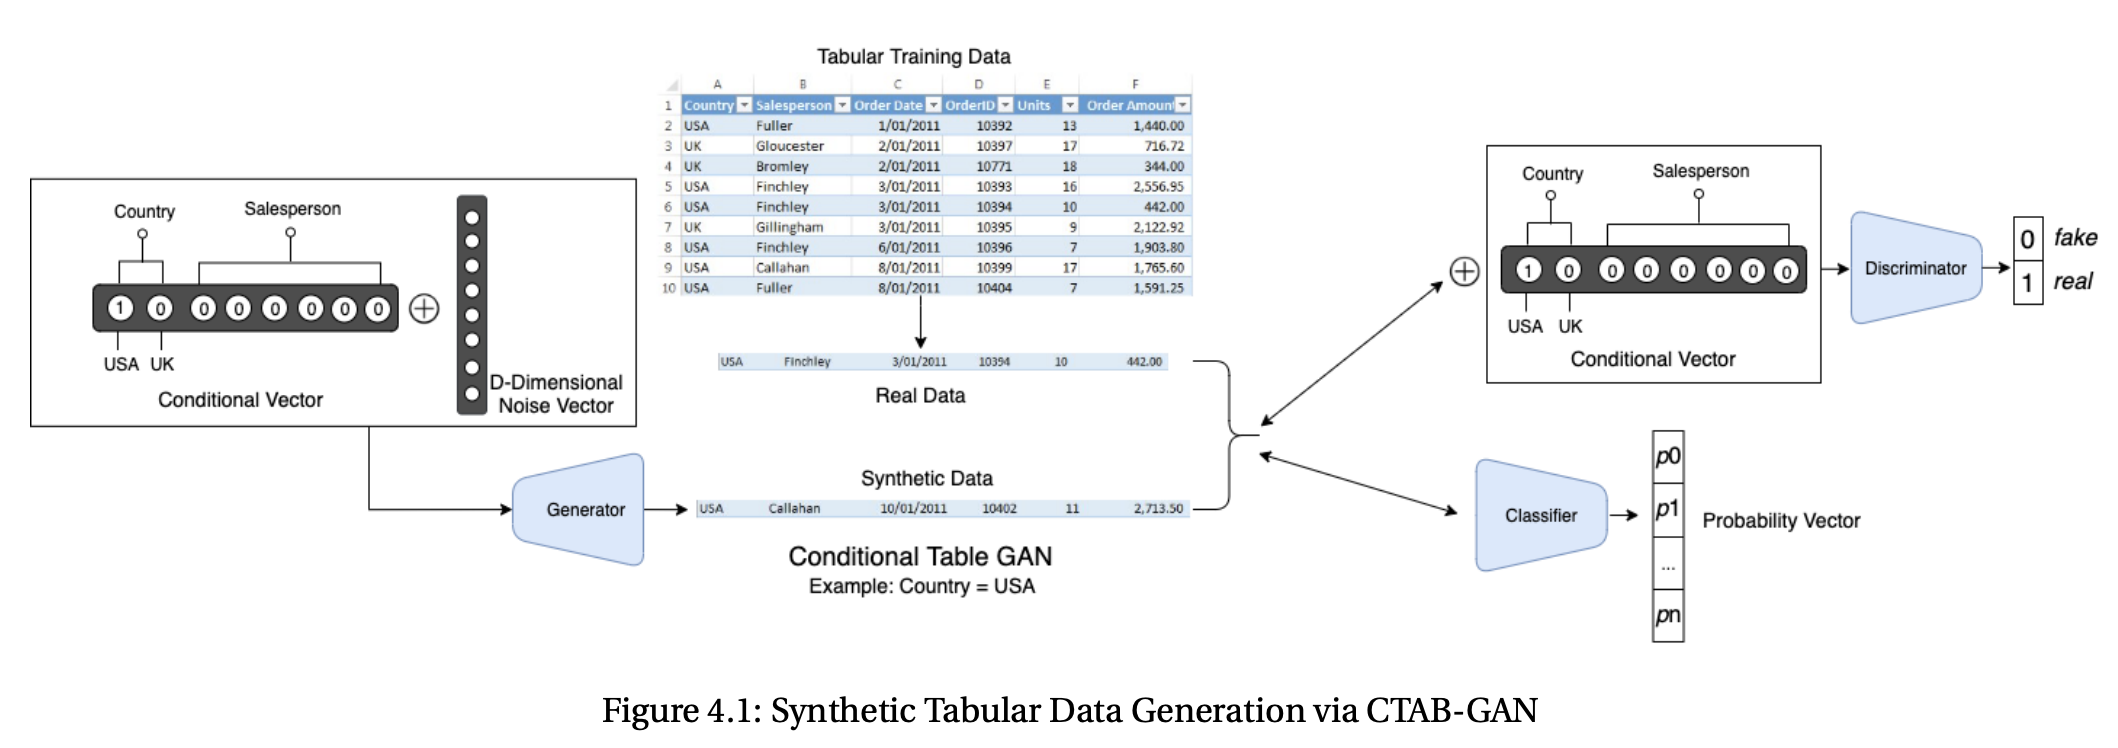 Tabular Training Data
A B C D E F
1 Country Salesperson Order Date OrderID Units Order Amount
2 USA Fuller 1/01/2011 10392 13 1,440.00
3 UK Gloucester 2/01/2011 10397 17 716.72
4 UK Bromley 2/01/2011 10771 18 344.00
5 USA Finchley 3/01/2011 10393 16 2,556.95
6 USA Finchley 3/01/2011 10394 10 442.00
7 UK Gillingham 3/01/2011 10395 9 2,122.92
8 USA Finchley 6/01/2011 10396 7 1,903.80
9 USA Callahan 8/01/2011 10399 17 1,765.60
10 USA Fuller 8/01/2011 10404 7 1,591.25
Country Salesperson
1 0 0 0 0 0 0 0
USA UK
Conditional Vector
D-Dimensional
Noise Vector
USA Finchley 3/01/2011 10394 10 442.00
Real Data
Synthetic Data
Generator
USA Callahan 10/01/2011 10402 11 2,713.50
Conditional Table GAN
Example: Country = USA
Country Salesperson
1 0 0 0 0 0 0 0
USA UK
Conditional Vector
Discriminator
0 fake
1 real
Classifier
p0
p1
...
pn
Probability Vector
Figure 4.1: Synthetic Tabular Data Generation via CTAB-GAN